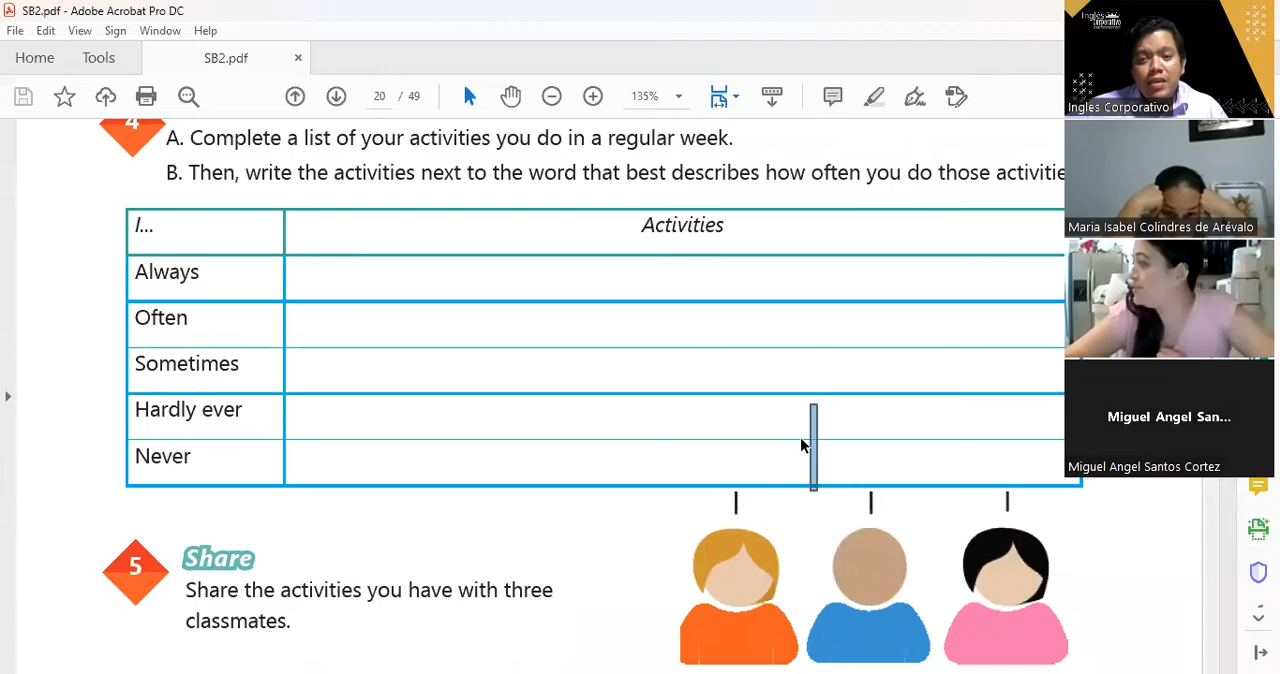 SB2.pdf - Adobe Acrobat Pro DC
File Edit View Sign Window Help
Home Tools SB2.pdf ×
20 / 49 135%
4
A. Complete a list of your activities you do in a regular week.
B. Then, write the activities next to the word that best describes how often you do those activitie
I... Activities
Always
Often
Sometimes
Hardly ever
Never
5 Share
Share the activities you have with three
classmates.
Inglés
Corporativo
Inglés Corporativo
María Isabel Colindres de Arévalo
Miguel Angel San...
Miguel Angel Santos Cortez